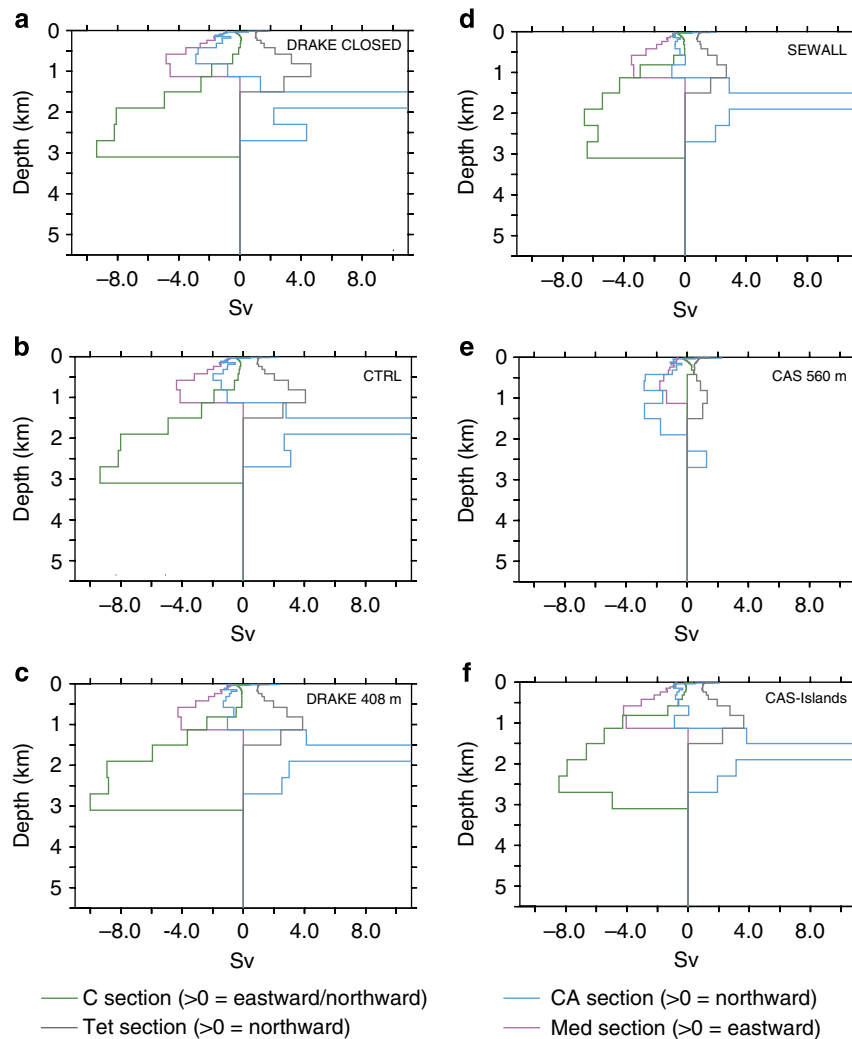 a
DRAKE CLOSED
0
1
2
3
4
5
Depth (km)
–8.0 –4.0 0 4.0 8.0
Sv
d
SEWALL
0
1
2
3
4
5
Depth (km)
–8.0 –4.0 0 4.0 8.0
Sv
b
CTRL
0
1
2
3
4
5
Depth (km)
–8.0 –4.0 0 4.0 8.0
Sv
e
CAS 560 m
0
1
2
3
4
5
Depth (km)
–8.0 –4.0 0 4.0 8.0
Sv
c
DRAKE 408 m
0
1
2
3
4
5
Depth (km)
–8.0 -4.0 0 4.0 8.0
Sv
f
CAS-Islands
0
1
2
3
4
5
Depth (km)
–8.0 –4.0 0 4.0 8.0
Sv
C section (>0 = eastward/northward)
Tet section (>0 = northward)
CA section (>0 = northward)
Med section (>0 = eastward)